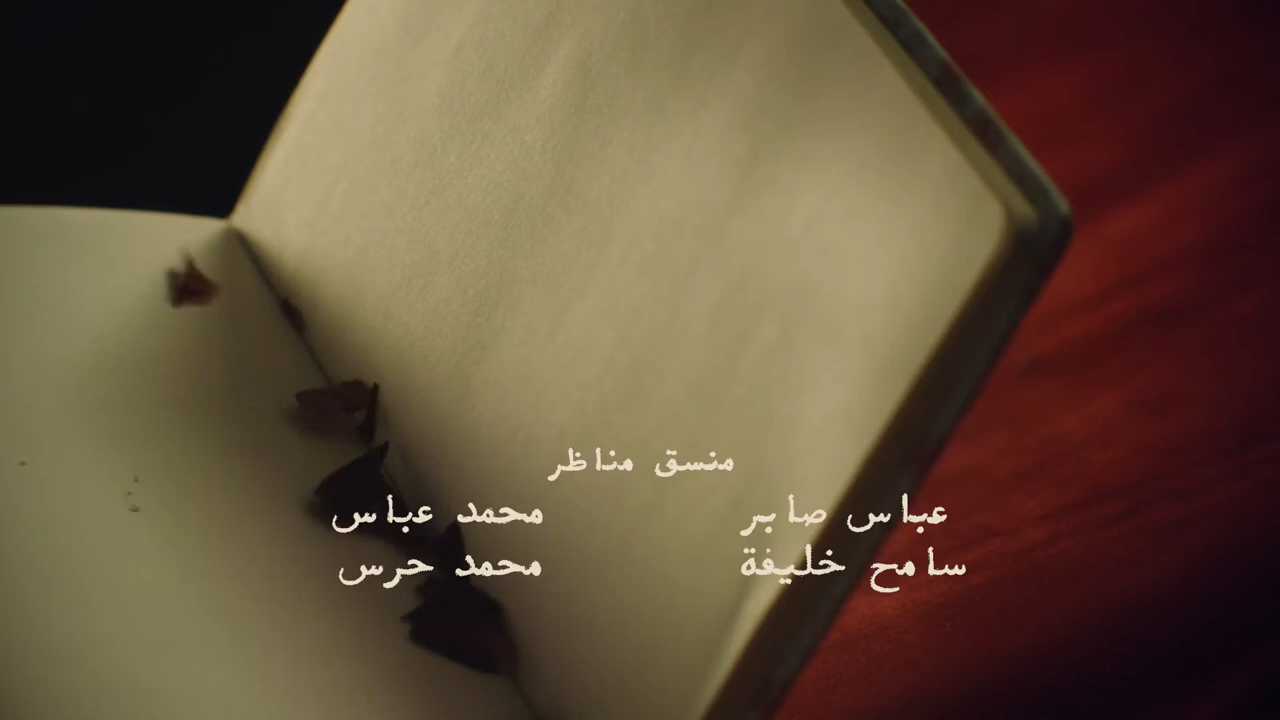 منسق مناظر
عباس صابر محمد عباس
سامح خليفة محمد حرس